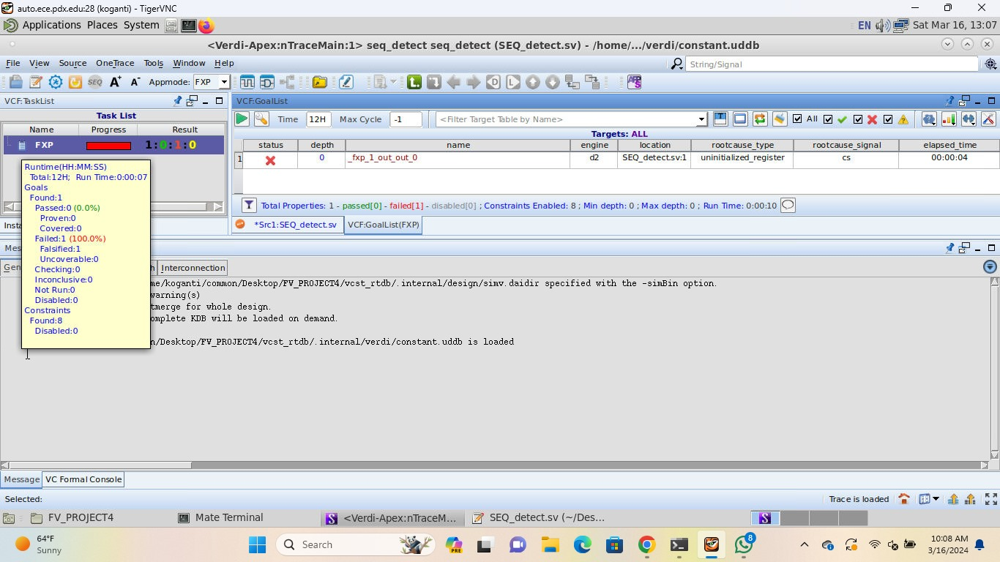 auto.ece.pdx.edu:28 (koganti) - TigerVNC
Applications Places System
EN Sat Mar 16, 13:07
<Verdi-Apex:nTraceMain:1> seq_detect seq_detect (SEQ_detect.sv) - /home/.../verdi/constant.uddb
File View Source OneTrace Tools Window Help
String/Signal
SEQ A+ A- Appmode: FXP
VCF:TaskList
Task List
Name Progress Result
FXP 1:0:1:0
Runtime(HH:MM:SS)
Total:12H; Run Time:0:00:07
Goals
Found:1
Passed:0 (0.0%)
Proven:0
Covered:0
Failed:1 (100.0%)
Falsified:1
Uncoverable:0
Checking:0
Inconclusive:0
Not Run:0
Disabled:0
Constraints
Found:8
Disabled:0
VCF:GoalList
Time 12H Max Cycle -1 <Filter Target Table by Name> All
Targets: ALL
status depth name engine location rootcause_type rootcause_signal elapsed_time
1 0 _fxp_1_out_out_0 d2 SEQ_detect.sv:1 uninitialized_register cs 00:00:04
Total Properties: 1 - passed[0] - failed[1] - disabled[0] ; Constraints Enabled: 8 ; Min depth: 0 ; Max depth: 0 ; Run Time: 0:00:10
*Src1:SEQ_detect.sv VCF:GoalList(FXP)
Insta
Mes
Gen h Interconnection
me/koganti/common/Desktop/FV_PROJECT4/vcst_rtdb/.internal/design/simv.daidir specified with the -simBin option.
warning(s)
tmerge for whole design.
omplete KDB will be loaded on demand.
n/Desktop/FV_PROJECT4/vcst_rtdb/.internal/verdi/constant.uddb is loaded
Message VC Formal Console
Selected: Trace is loaded
FV_PROJECT4 Mate Terminal <Verdi-Apex:nTraceM... SEQ_detect.sv (~/Des...
64°F
Sunny
Search
PRE
8
10:08 AM
3/16/2024